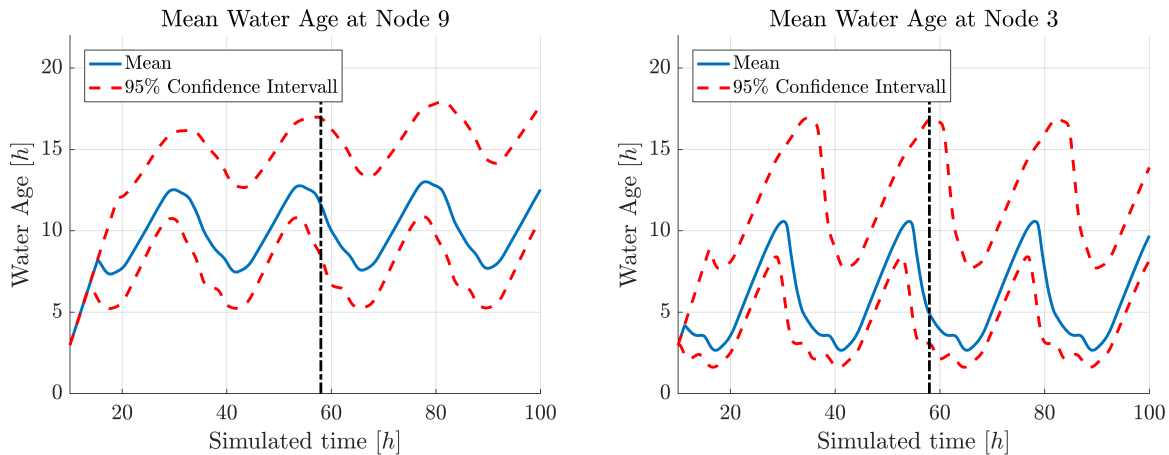 Mean Water Age at Node 9
Mean
95% Confidence Intervall
Water Age [h]
20
15
10
5
0
20
40
60
80
100
Simulated time [h]
Mean Water Age at Node 3
Mean
95% Confidence Intervall
Water Age [h]
20
15
10
5
0
20
40
60
80
100
Simulated time [h]